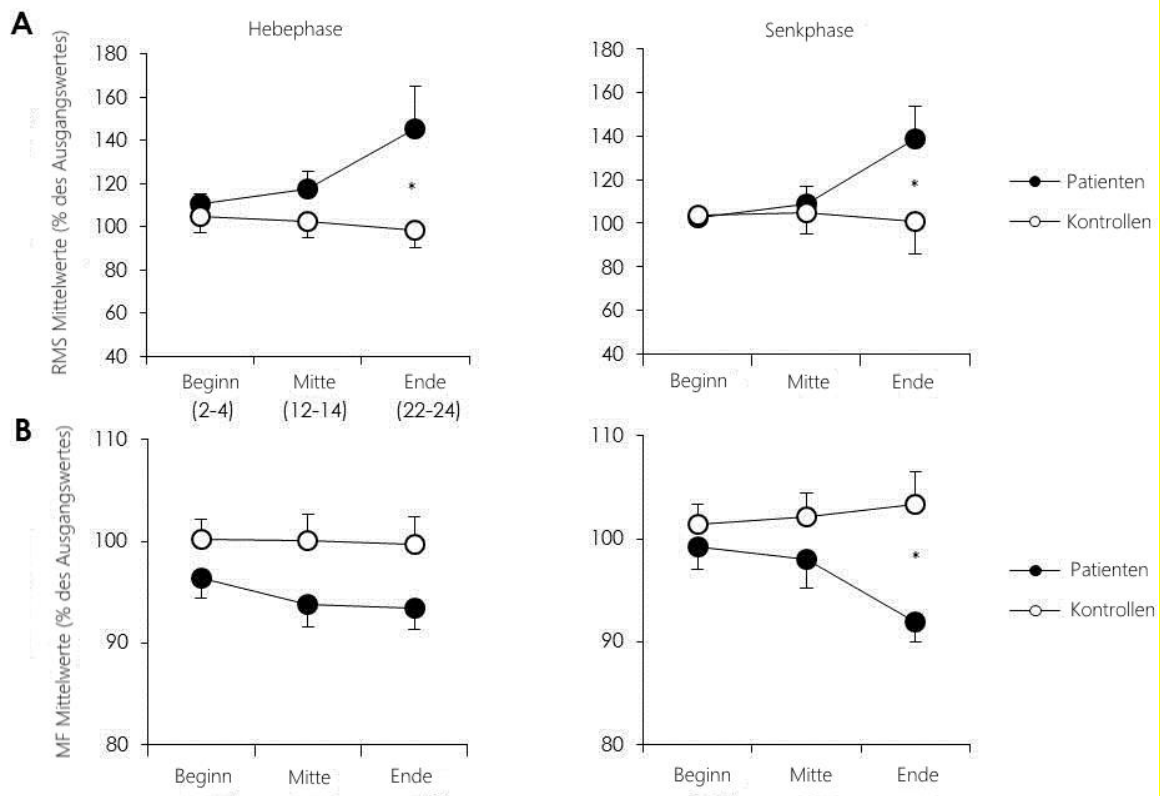 A
Hebephase
Senkphase
RMS Mittelwerte (% des Ausgangswertes)
180
160
140
120
100
80
60
40
*
Beginn
Mitte
Ende
(2-4)
(12-14)
(22-24)
180
160
140
120
100
80
60
40
*
Beginn
Mitte
Ende
Patienten
Kontrollen
B
MF Mittelwerte (% des Ausgangswertes)
110
100
90
80
Beginn
Mitte
Ende
110
100
90
80
*
Beginn
Mitte
Ende
Patienten
Kontrollen